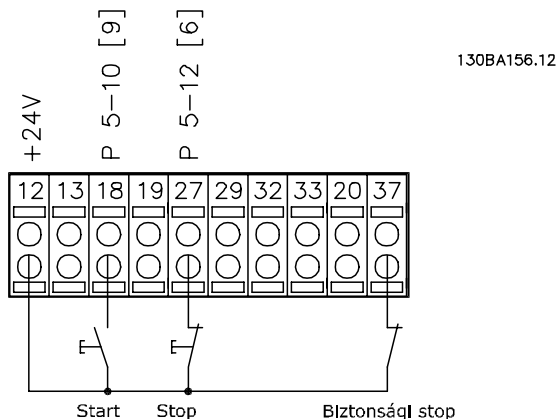 130BA156.12
+24V
P 5-10 [9]
P 5-12 [6]
12 13 18 19 27 29 32 33 20 37
Start Stop Biztonsági stop